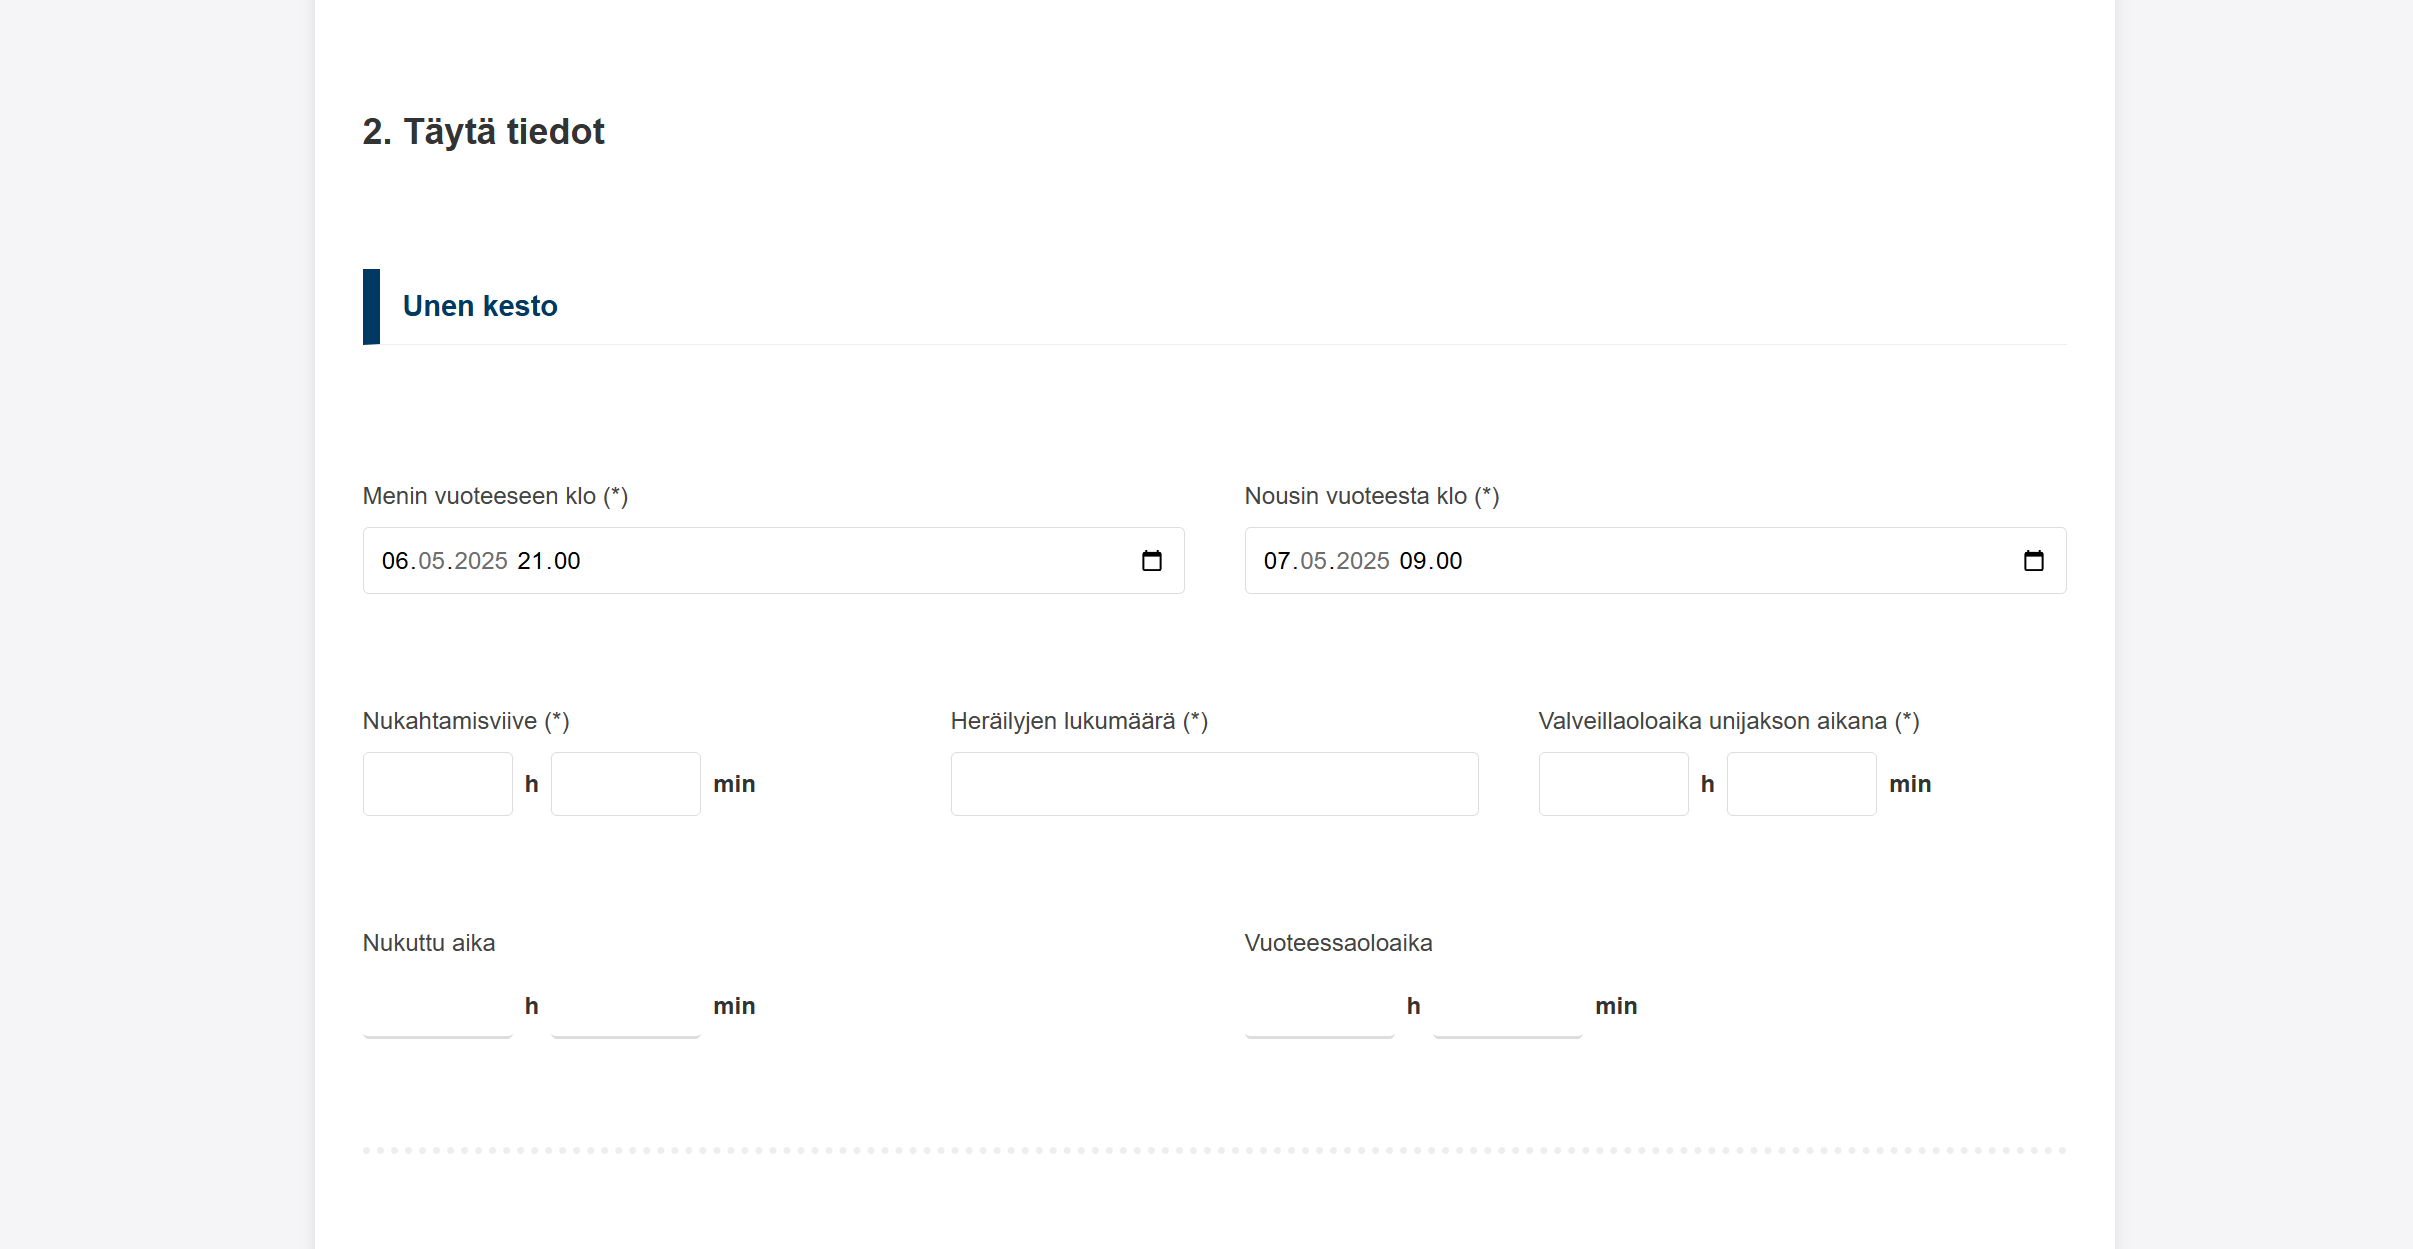 2. Täytä tiedot
Unen kesto
Menin vuoteeseen klo (*)
Nousin vuoteesta klo (*)
06.05.2025 21.00
07.05.2025 09.00
Nukahtamisviive (*)
Heräilyjen lukumäärä (*)
Valveillaoloaika unijakson aikana (*)
h min
h min
Nukuttu aika
Vuoteessaoloaika
h min
h min